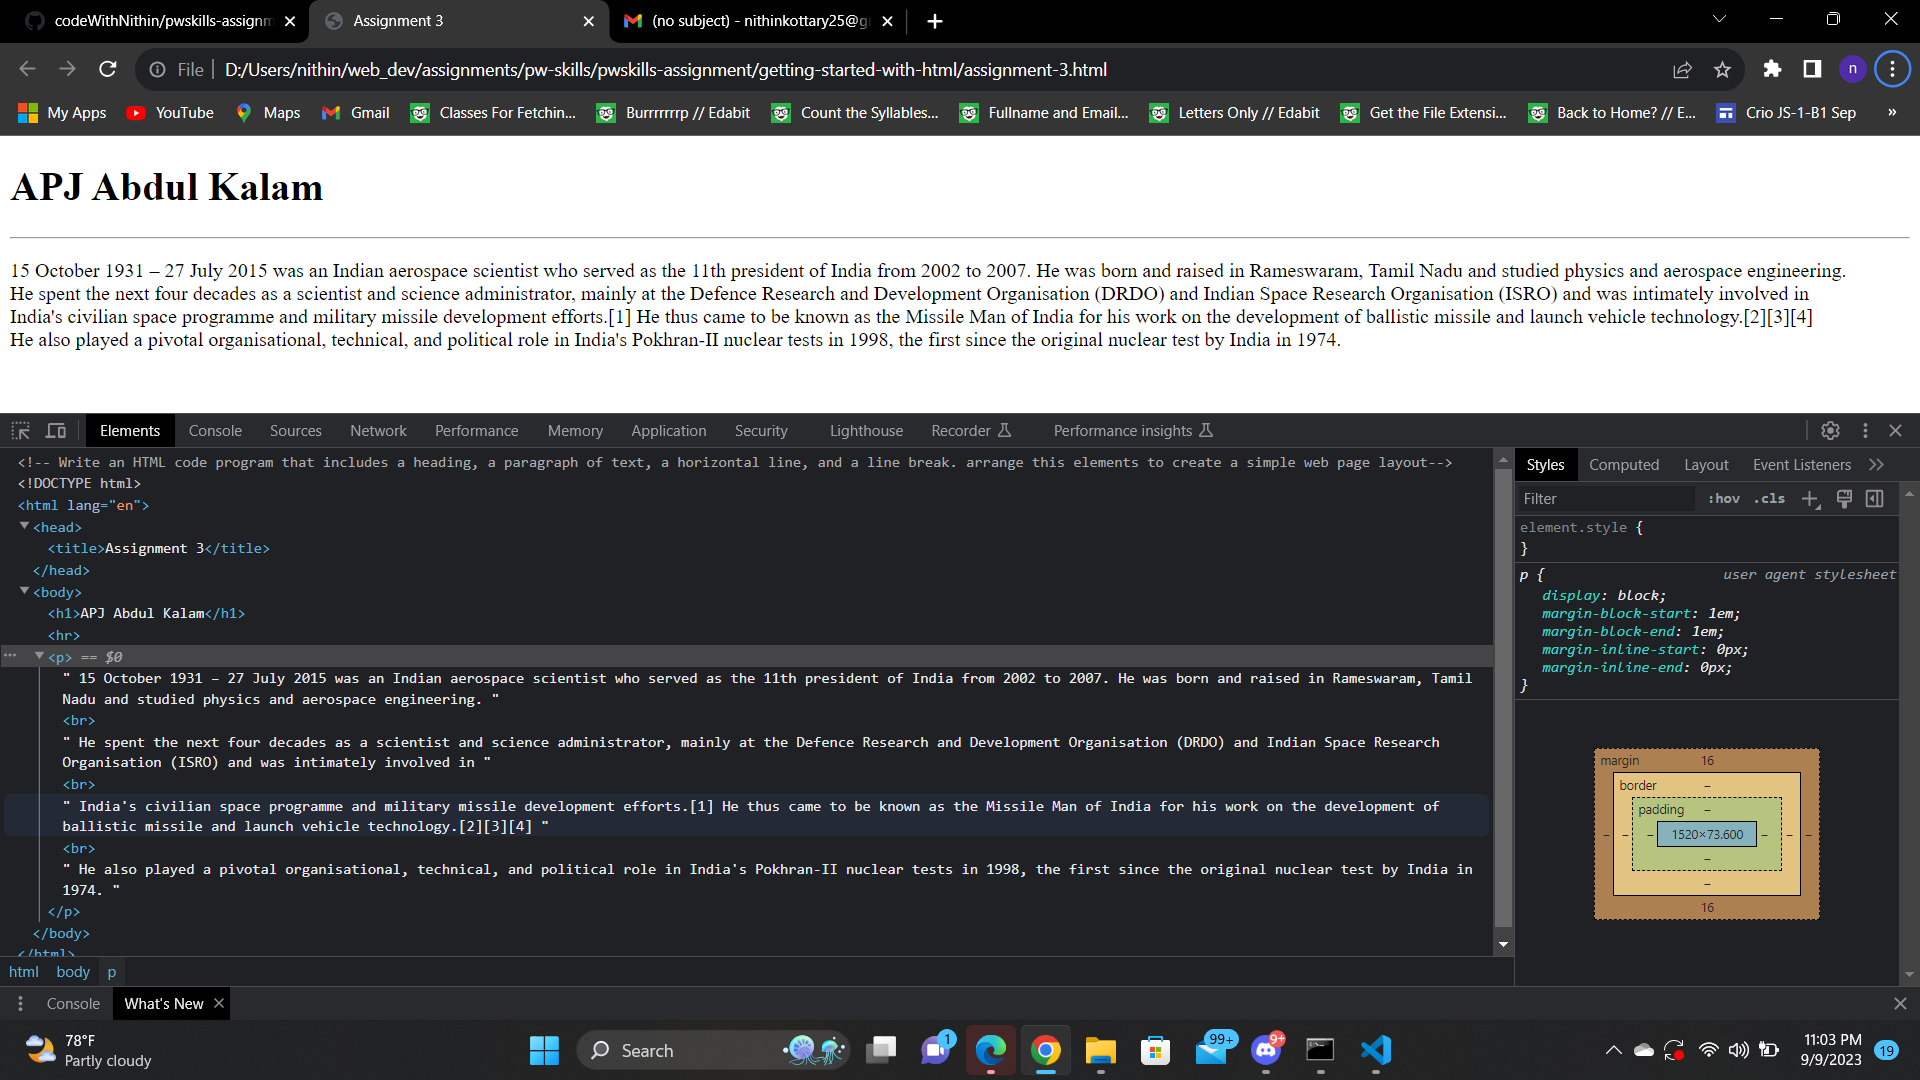 codeWithNithin/pwskills-assignm
Assignment 3
(no subject) - nithinkottary25@g
File
D:/Users/nithin/web_dev/assignments/pw-skills/pwskills-assignment/getting-started-with-html/assignment-3.html
n
My Apps YouTube Maps Gmail Classes For Fetchin... Burrrrrrrp // Edabit Count the Syllables... Fullname and Email... Letters Only // Edabit Get the File Extensi... Back to Home? // E... Crio JS-1-B1 Sep »
APJ Abdul Kalam
15 October 1931 – 27 July 2015 was an Indian aerospace scientist who served as the 11th president of India from 2002 to 2007. He was born and raised in Rameswaram, Tamil Nadu and studied physics and aerospace engineering.
He spent the next four decades as a scientist and science administrator, mainly at the Defence Research and Development Organisation (DRDO) and Indian Space Research Organisation (ISRO) and was intimately involved in
India's civilian space programme and military missile development efforts.[1] He thus came to be known as the Missile Man of India for his work on the development of ballistic missile and launch vehicle technology.[2][3][4]
He also played a pivotal organisational, technical, and political role in India's Pokhran-II nuclear tests in 1998, the first since the original nuclear test by India in 1974.
Elements Console Sources Network Performance Memory Application Security Lighthouse Recorder Performance insights
<!-- Write an HTML code program that includes a heading, a paragraph of text, a horizontal line, and a line break. arrange this elements to create a simple web page layout-->
<!DOCTYPE html>
<html lang="en">
<head>
<title>Assignment 3</title>
</head>
<body>
<h1>APJ Abdul Kalam</h1>
<hr>
<p> == $0
" 15 October 1931 – 27 July 2015 was an Indian aerospace scientist who served as the 11th president of India from 2002 to 2007. He was born and raised in Rameswaram, Tamil
Nadu and studied physics and aerospace engineering. "
<br>
" He spent the next four decades as a scientist and science administrator, mainly at the Defence Research and Development Organisation (DRDO) and Indian Space Research
Organisation (ISRO) and was intimately involved in "
<br>
" India's civilian space programme and military missile development efforts.[1] He thus came to be known as the Missile Man of India for his work on the development of
ballistic missile and launch vehicle technology.[2][3][4] "
<br>
" He also played a pivotal organisational, technical, and political role in India's Pokhran-II nuclear tests in 1998, the first since the original nuclear test by India in
1974. "
</p>
</body>
</html>
html body p
Styles Computed Layout Event Listeners
Filter :hov .cls
element.style {
}
p { user agent stylesheet
display: block;
margin-block-start: 1em;
margin-block-end: 1em;
margin-inline-start: 0px;
margin-inline-end: 0px;
}
margin 16
border –
padding –
– – – 1520×73.600 – – –
–
–
16
Console What's New
78°F
Partly cloudy
Search
1
99+
9+
11:03 PM
9/9/2023
19